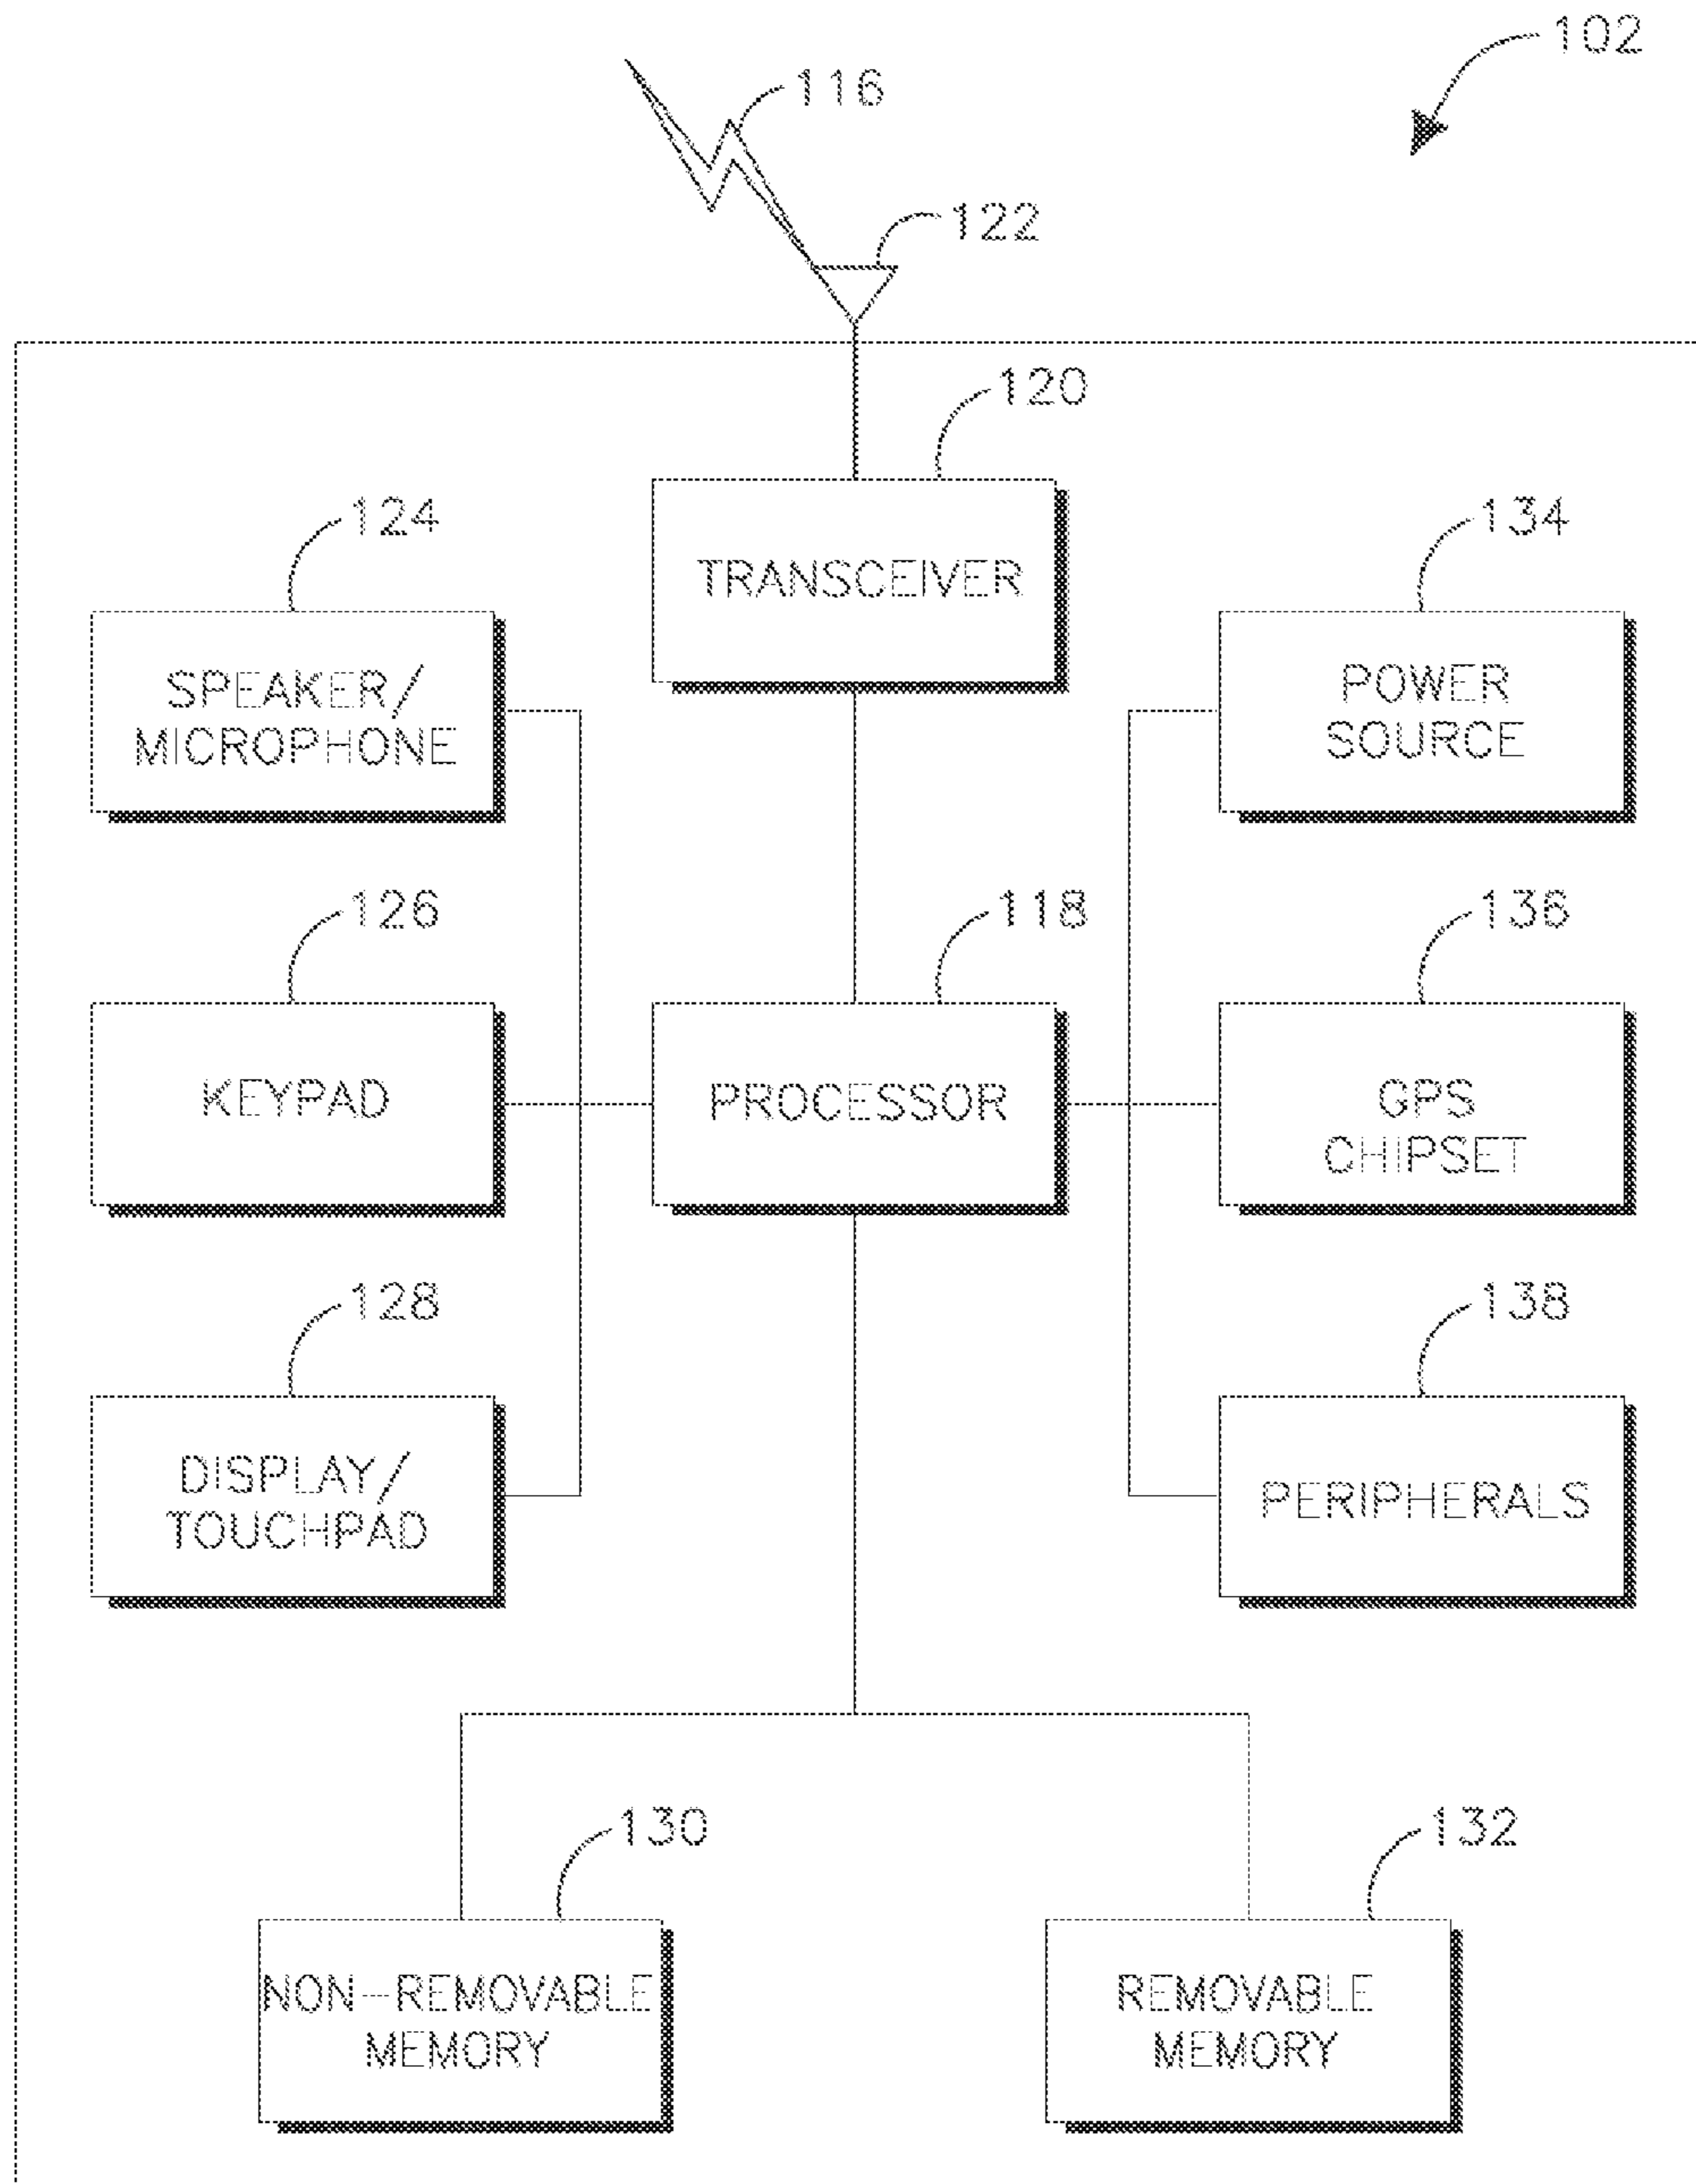 102
116
122
120
124
134
TRANSCEIVER
SPEAKER/
MICROPHONE
POWER
SOURCE
126
118
136
KEYPAD
PROCESSOR
GPS
CHIPSET
128
138
DISPLAY/
TOUCHPAD
PERIPHERALS
130
132
NON-REMOVABLE
MEMORY
REMOVABLE
MEMORY